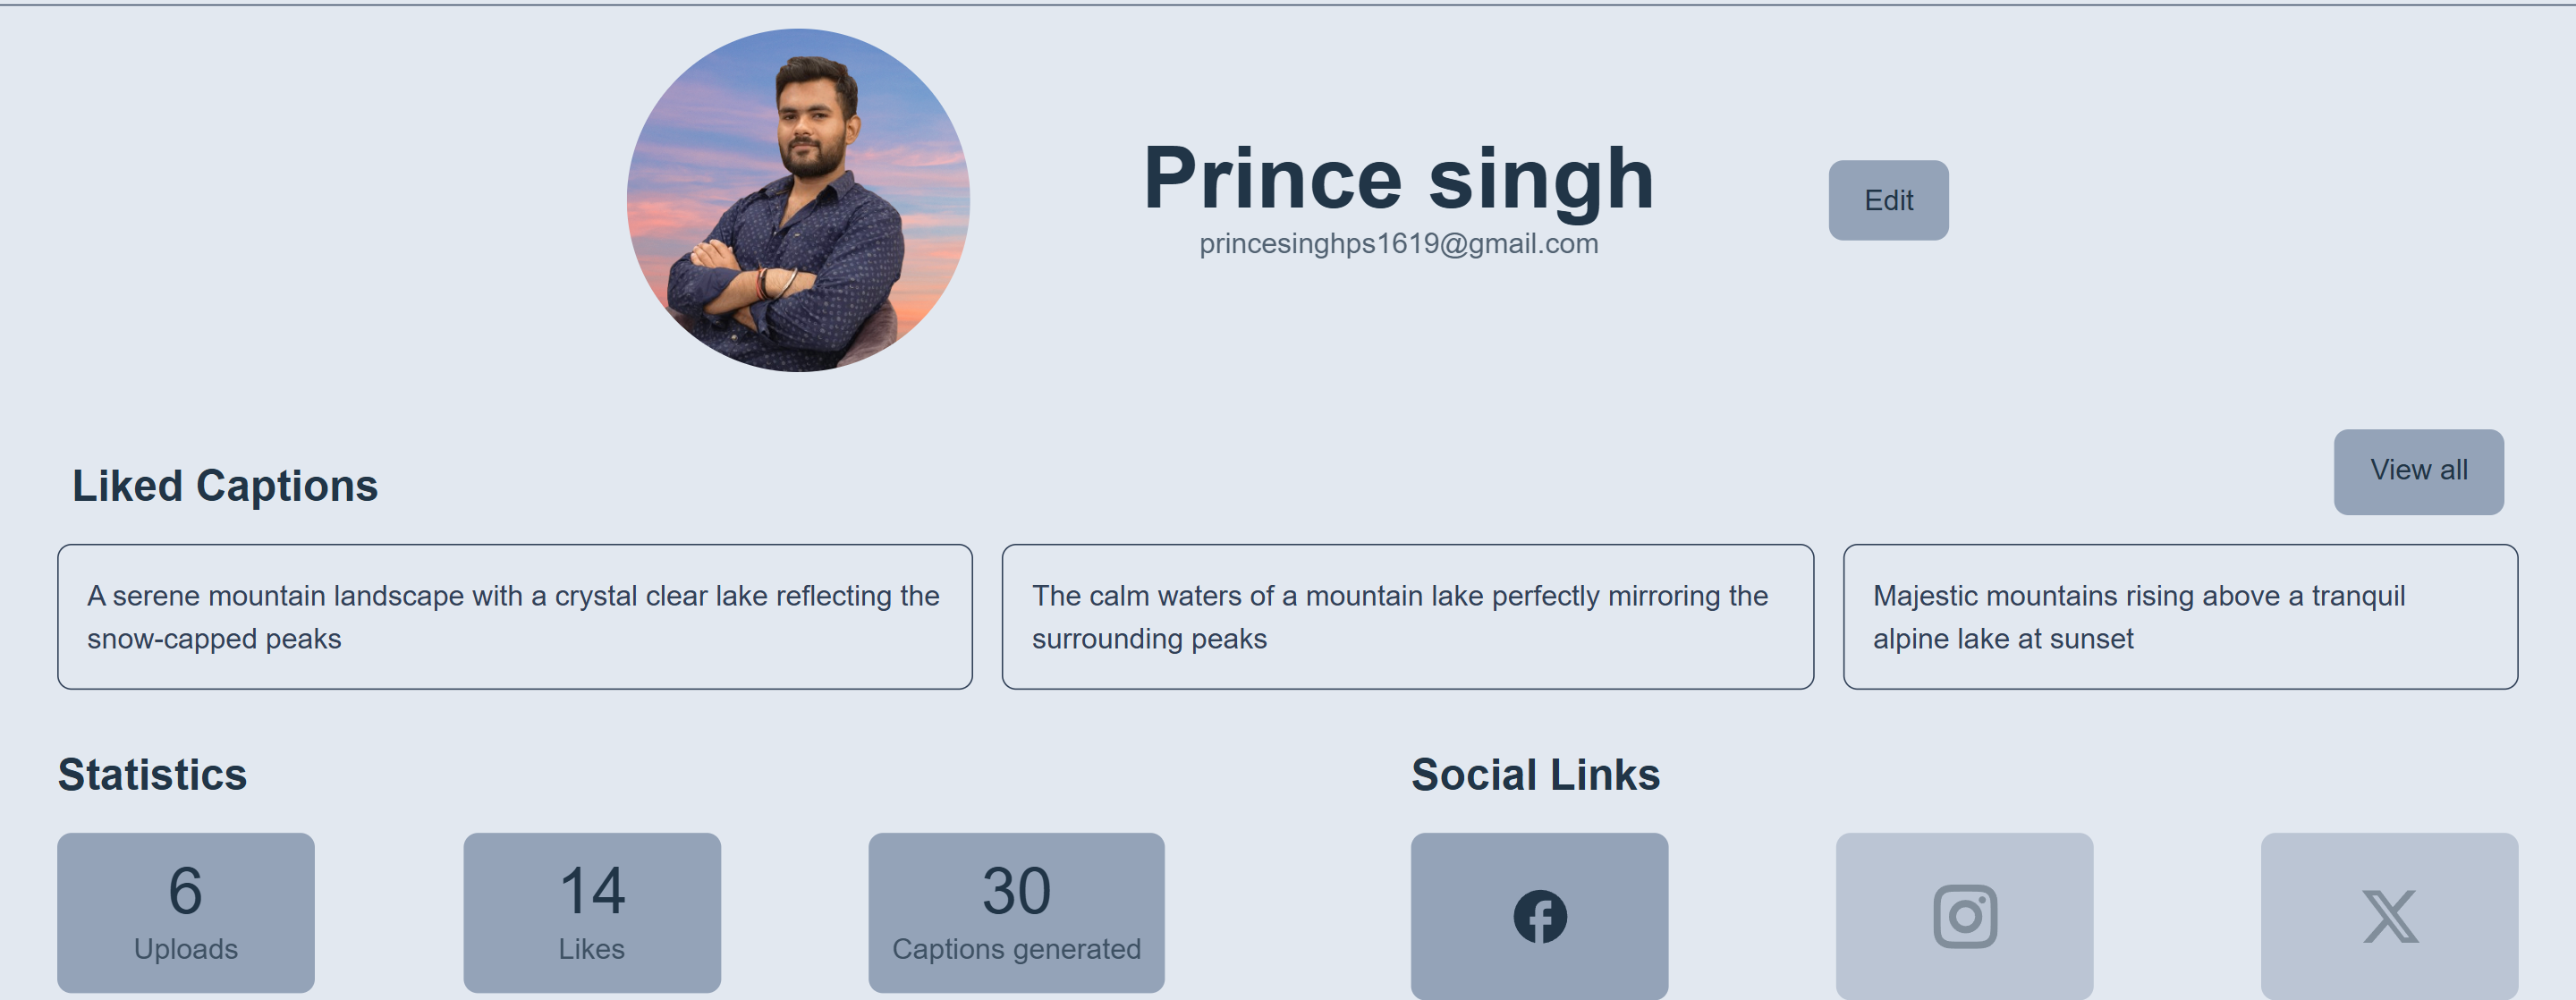 Prince singh
princesinghps1619@gmail.com
Edit
Liked Captions
View all
A serene mountain landscape with a crystal clear lake reflecting the
snow-capped peaks
The calm waters of a mountain lake perfectly mirroring the
surrounding peaks
Majestic mountains rising above a tranquil
alpine lake at sunset
Statistics
6
Uploads
14
Likes
30
Captions generated
Social Links